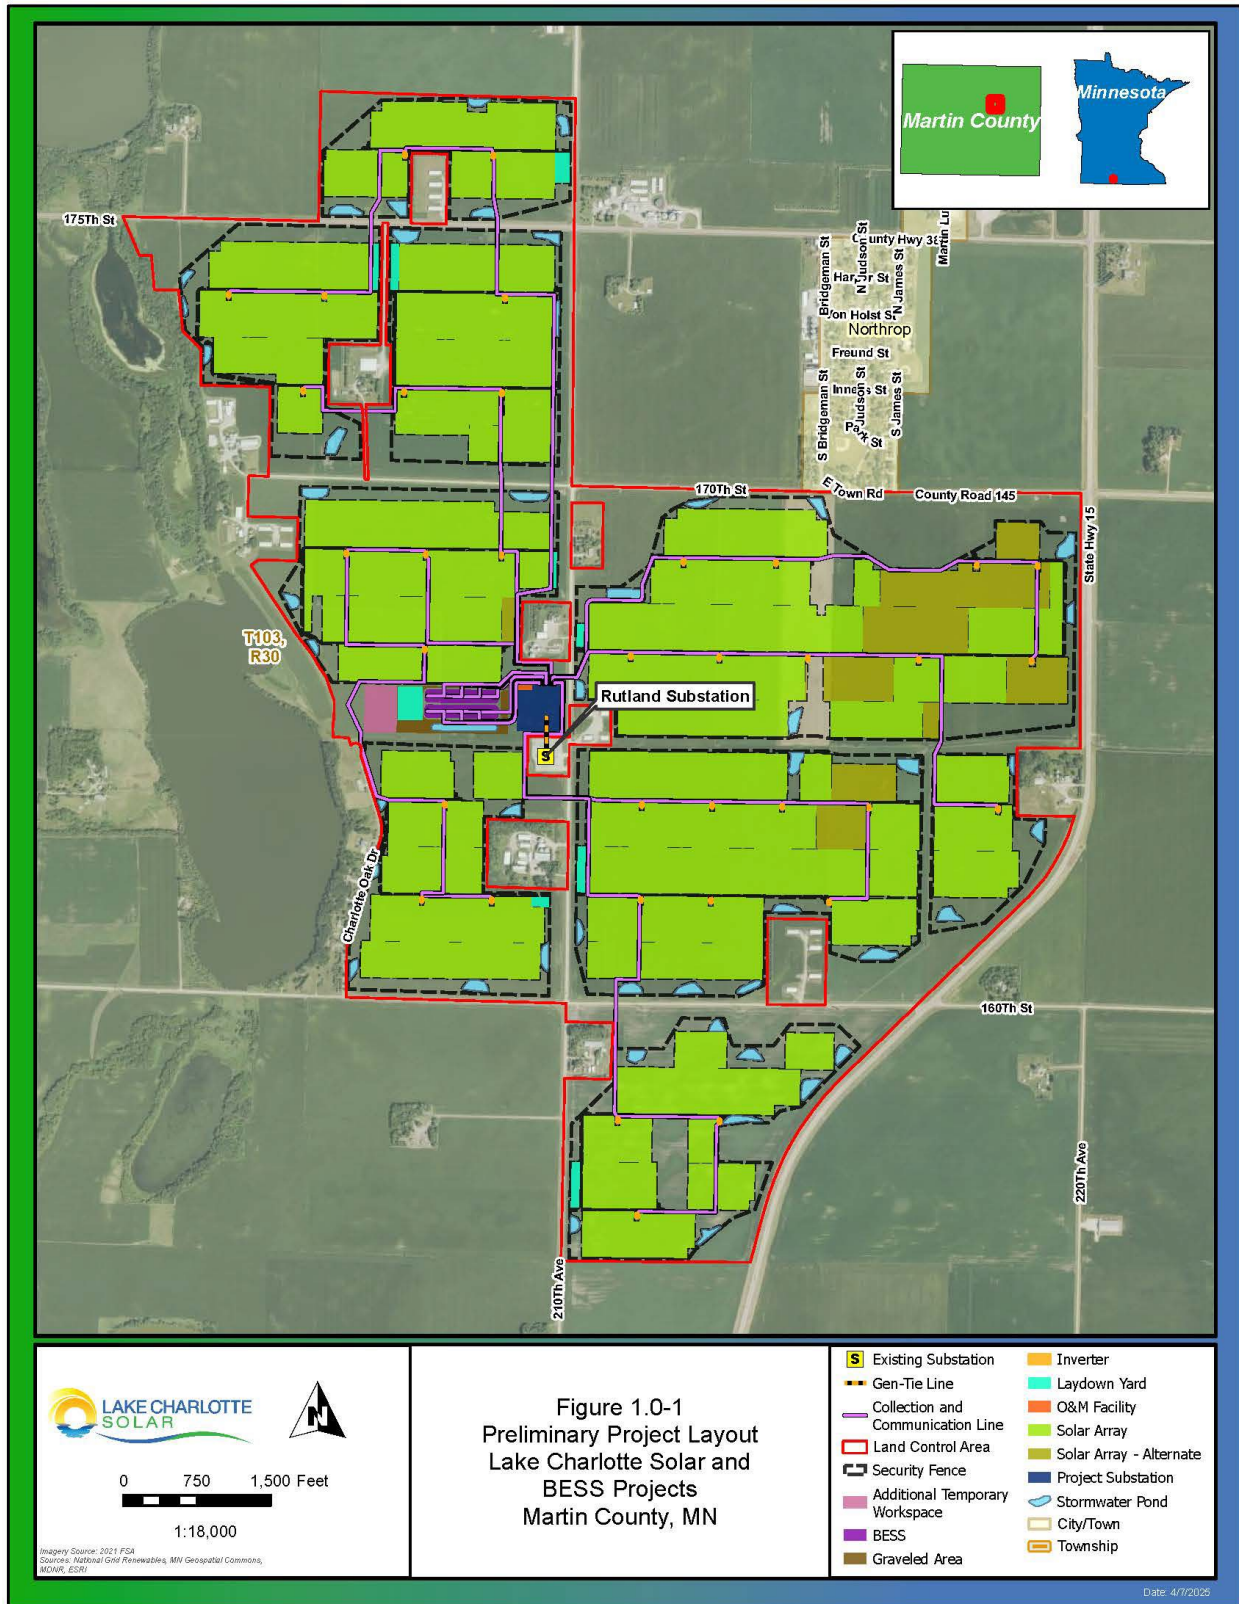 Martin County
Minnesota
175Th St
County Hwy 38
Martin Lu
Bridgeman St
N Judson St
N James St
Von Holst St
Northrop
Freund St
S Bridgeman St
Judson St
S James St
Park St
E Town Rd
170Th St
County Road 145
State Hwy 15
T103,
R30
Rutland Substation
S
Charlotte Oak Dr
160Th St
210Th Ave
220Th Ave
LAKE CHARLOTTE
SOLAR
N
0 750 1,500 Feet
1:18,000
Imagery Source: 2021 FSA
Sources: National Grid Renewables, MN Geospatial Commons,
MDNR, ESRI
Figure 1.0-1
Preliminary Project Layout
Lake Charlotte Solar and
BESS Projects
Martin County, MN
S Existing Substation
Gen-Tie Line
Collection and
Communication Line
Land Control Area
Security Fence
Additional Temporary
Workspace
BESS
Graveled Area
Inverter
Laydown Yard
O&M Facility
Solar Array
Solar Array - Alternate
Project Substation
Stormwater Pond
City/Town
Township
Date: 4/7/2025